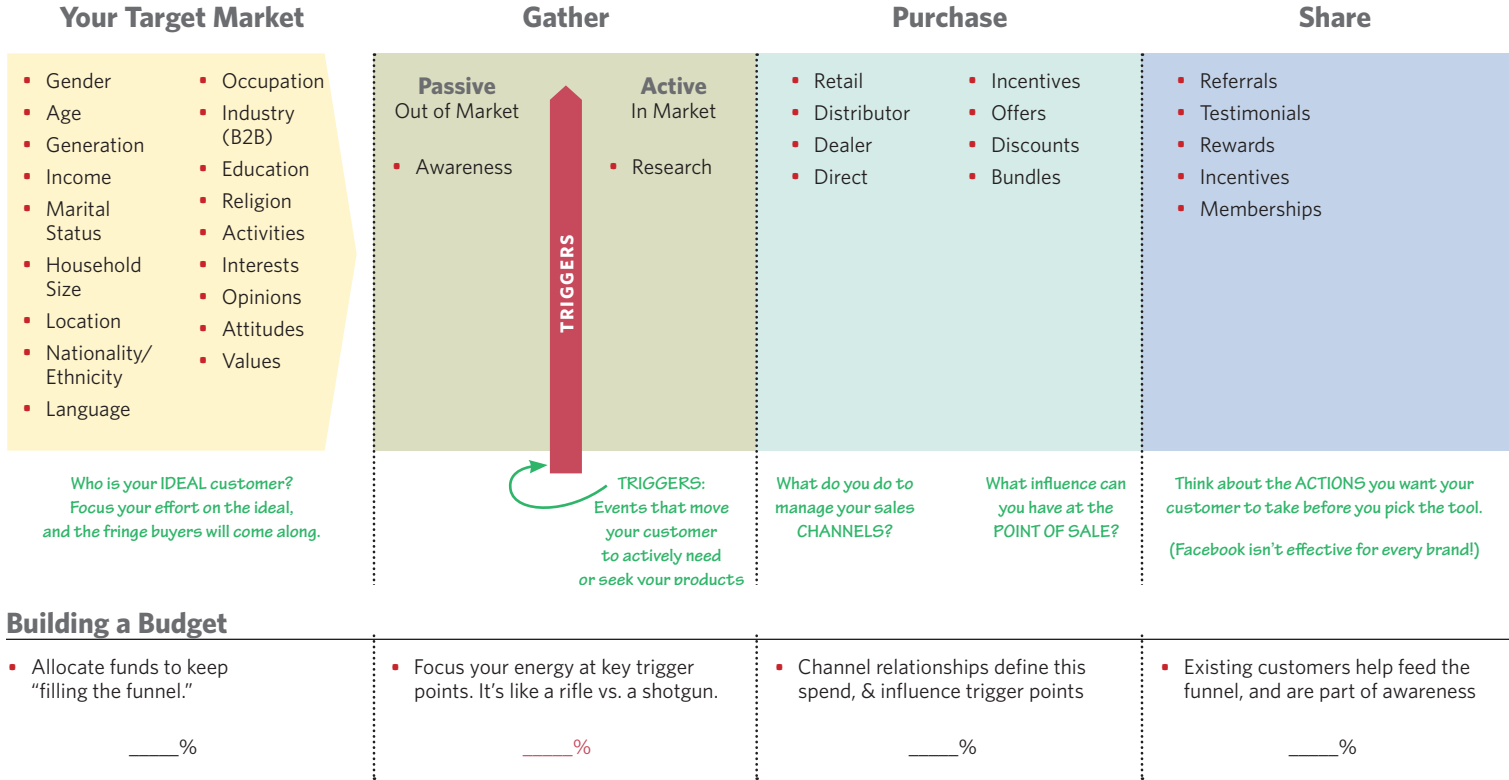 Your Target Market
Gender
Age
Generation
Income
Marital
Status
Household
Size
Location
Nationality/
Ethnicity
Language
Occupation
Industry
(B2B)
Education
Religion
Activities
Interests
Opinions
Attitudes
Values
Who is your IDEAL customer?
Focus your effort on the ideal,
and the fringe buyers will come along.
Gather
Passive
Out of Market
Awareness
TRIGGERS
Active
In Market
Research
TRIGGERS:
Events that move
your customer
to actively need
or seek your products
Purchase
Retail
Distributor
Dealer
Direct
Incentives
Offers
Discounts
Bundles
What do you do to
manage your sales
CHANNELS?
What influence can
you have at the
POINT OF SALE?
Share
Referrals
Testimonials
Rewards
Incentives
Memberships
Think about the ACTIONS you want your
customer to take before you pick the tool.
(Facebook isn't effective for every brand!)
Building a Budget
Allocate funds to keep
“filling the funnel.”
_____%
Focus your energy at key trigger
points. It’s like a rifle vs. a shotgun.
_____%
Channel relationships define this
spend, & influence trigger points
_____%
Existing customers help feed the
funnel, and are part of awareness
_____%